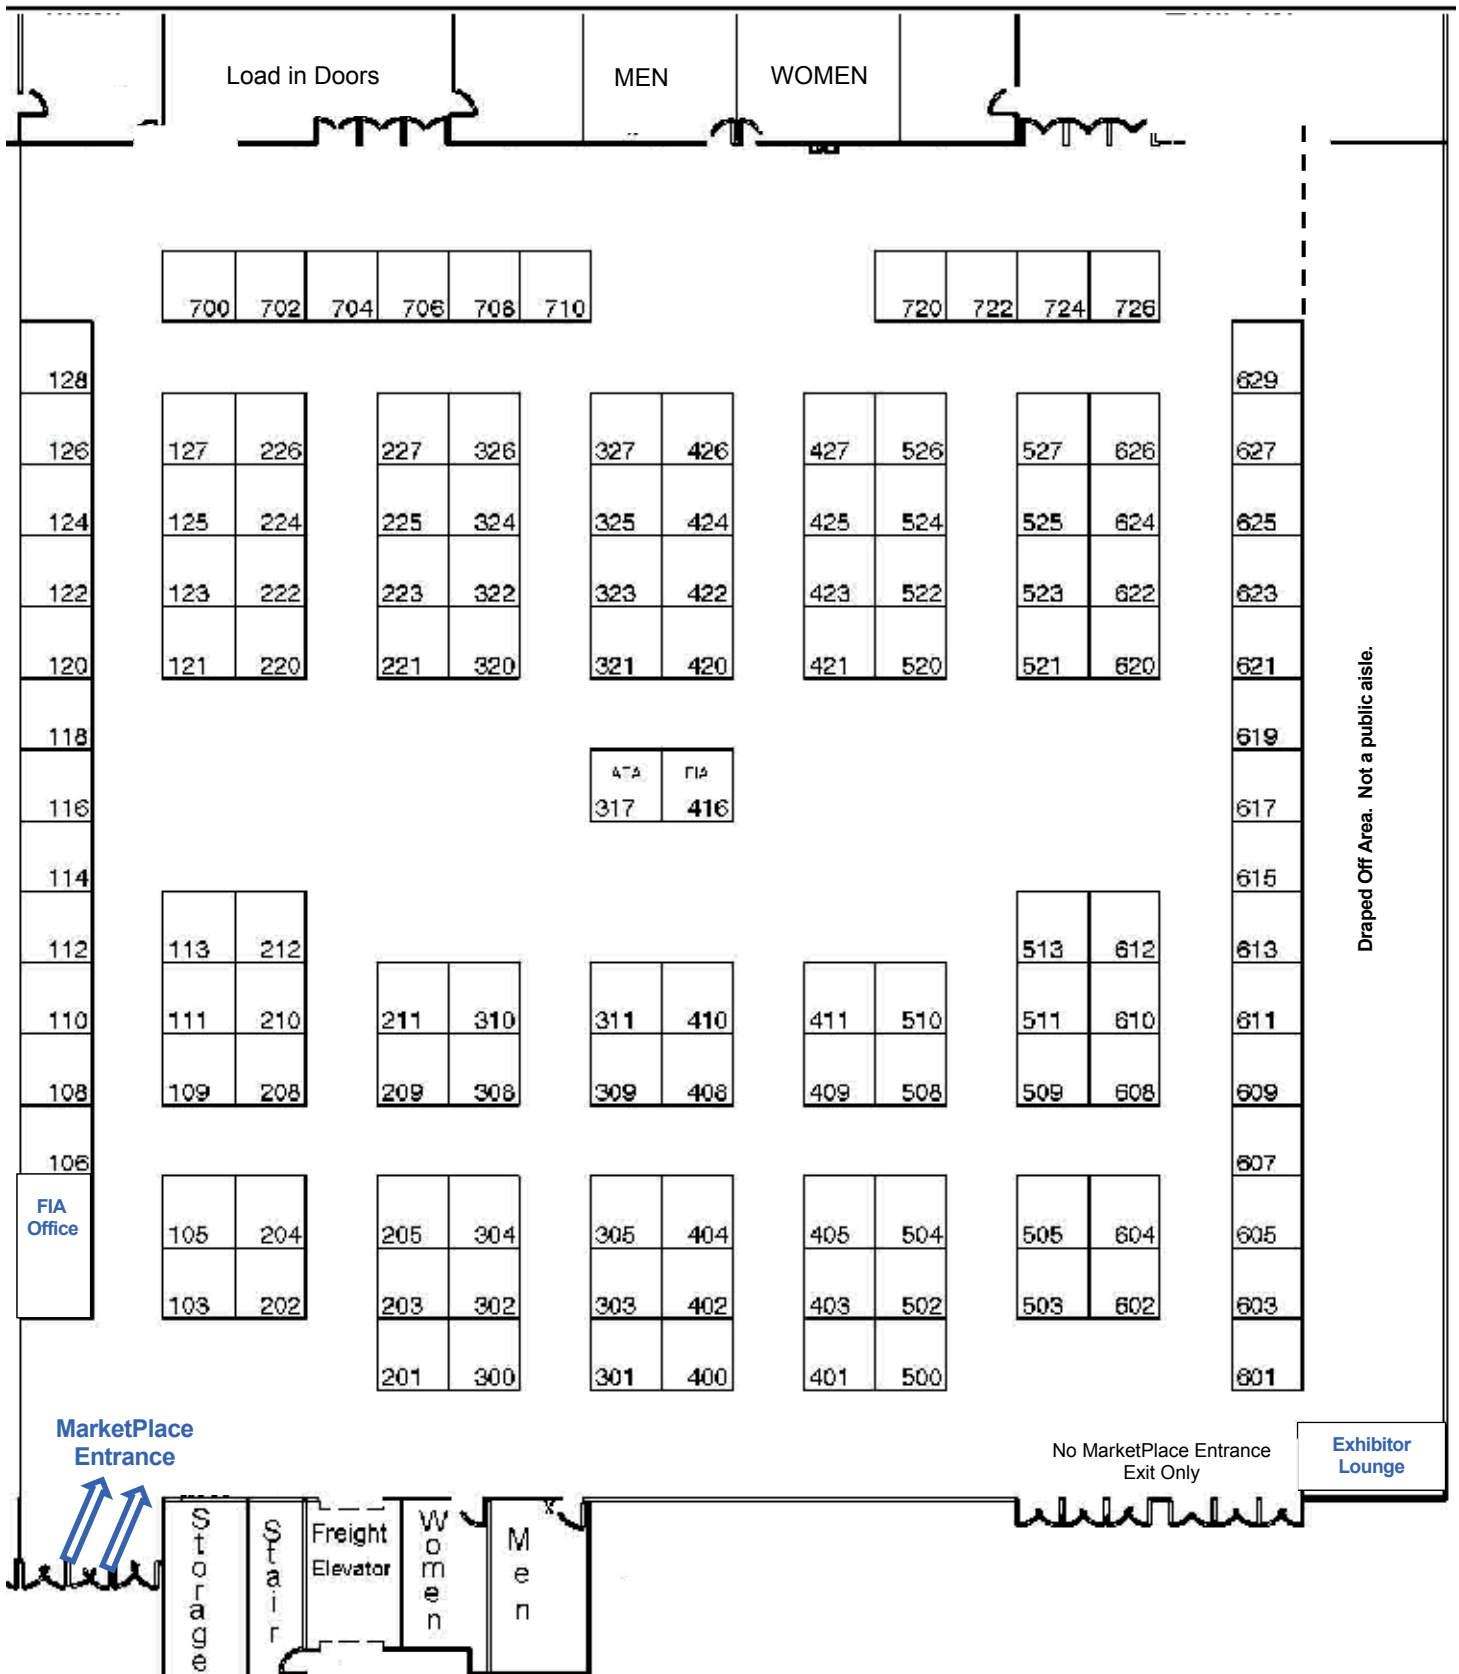 Load in Doors MEN WOMEN
700 702 704 706 708 710 720 722 724 726
128 629
126 127 226 227 326 327 426 427 526 527 626 627
124 125 224 225 324 325 424 425 524 525 624 625
122 123 222 223 322 323 422 423 522 523 622 623
120 121 220 221 320 321 420 421 520 521 620 621
118 619
ATA FIA
116 317 416 617
114 615
112 113 212 513 612 613
110 111 210 211 310 311 410 411 510 511 610 611
108 109 208 209 308 309 408 409 508 509 608 609
106 607
FIA
Office
105 204 205 304 305 404 405 504 505 604 605
103 202 203 302 303 402 403 502 503 602 603
201 300 301 400 401 500 601
Draped Off Area. Not a public aisle.
MarketPlace
Entrance
No MarketPlace Entrance
Exit Only
Exhibitor
Lounge
Storage
Stair
Freight
Elevator
Women
Men